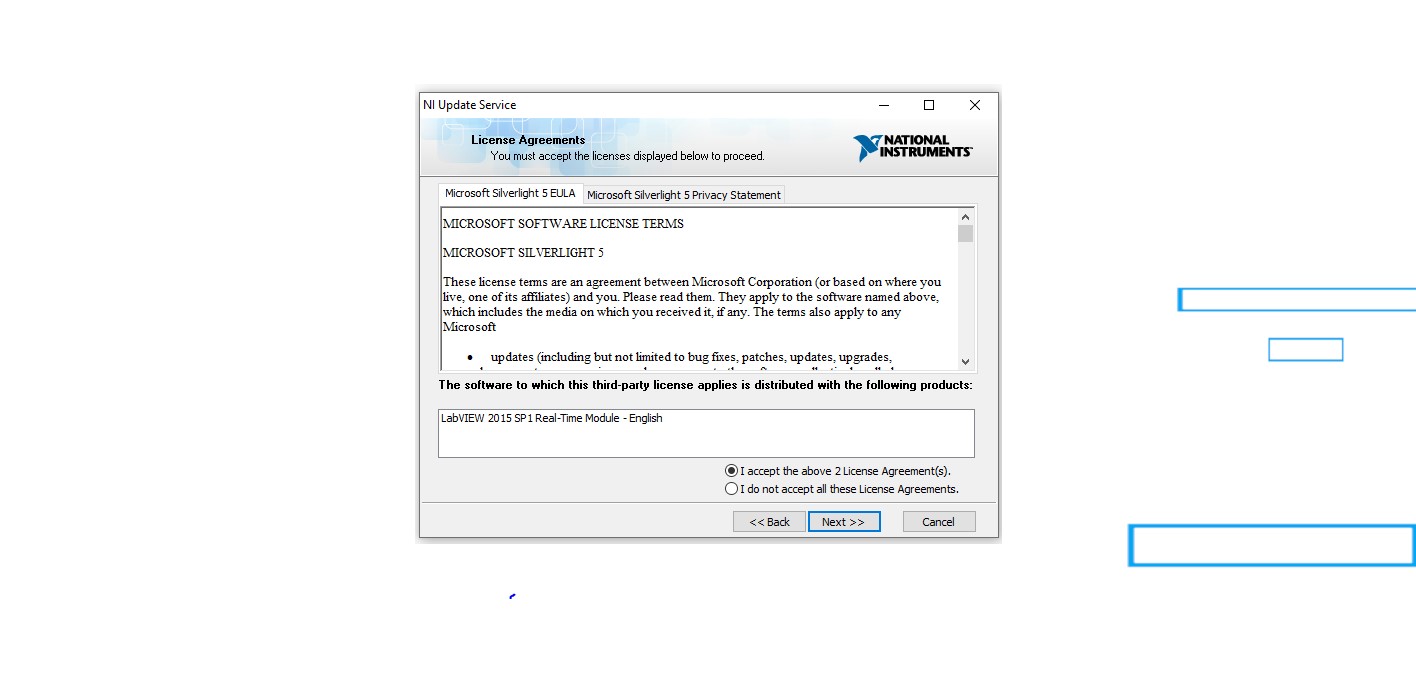 NI Update Service
License Agreements
You must accept the licenses displayed below to proceed.
NATIONAL
INSTRUMENTS™
Microsoft Silverlight 5 EULA
Microsoft Silverlight 5 Privacy Statement
MICROSOFT SOFTWARE LICENSE TERMS
MICROSOFT SILVERLIGHT 5
These license terms are an agreement between Microsoft Corporation (or based on where you
live, one of its affiliates) and you. Please read them. They apply to the software named above,
which includes the media on which you received it, if any. The terms also apply to any
Microsoft
• updates (including but not limited to bug fixes, patches, updates, upgrades,
The software to which this third-party license applies is distributed with the following products:
LabVIEW 2015 SP1 Real-Time Module - English
I accept the above 2 License Agreement(s).
I do not accept all these License Agreements.
<< Back
Next >>
Cancel